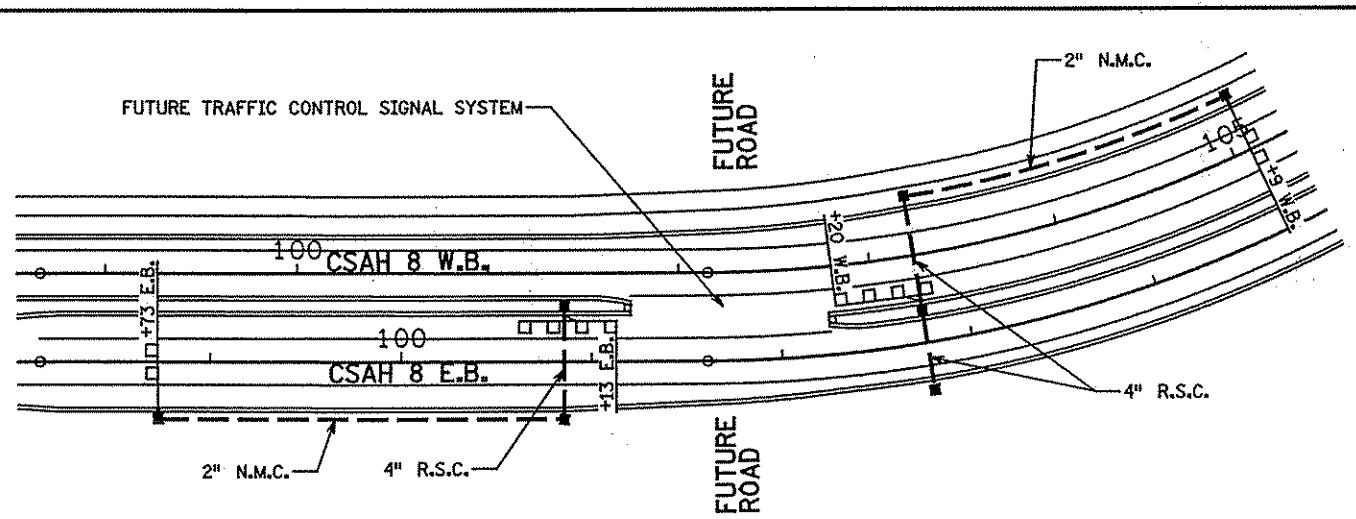 2" N.M.C.
FUTURE TRAFFIC CONTROL SIGNAL SYSTEM
FUTURE
ROAD
105
+9 W.B.
+20 W.B.
100
CSAH 8 W.B.
+73 E.B.
100
CSAH 8 E.B.
+13 E.B.
4" R.S.C.
2" N.M.C.
4" R.S.C.
FUTURE
ROAD